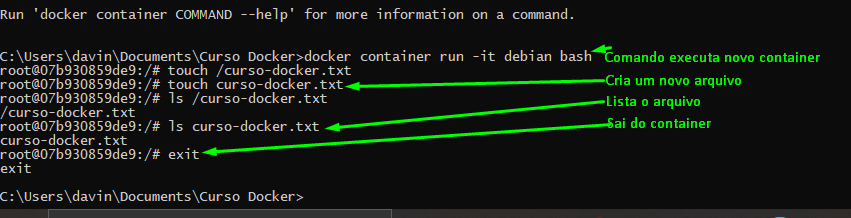 Run 'docker container COMMAND --help' for more information on a command.
C:\Users\davin\Documents\Curso Docker>docker container run -it debian bash Comando executa novo container
root@07b930859de9:/# touch /curso-docker.txt
root@07b930859de9:/# touch curso-docker.txt Cria um novo arquivo
root@07b930859de9:/# ls /curso-docker.txt
/curso-docker.txt
root@07b930859de9:/# ls curso-docker.txt Lista o arquivo
curso-docker.txt
root@07b930859de9:/# exit Sai do container
exit
C:\Users\davin\Documents\Curso Docker>